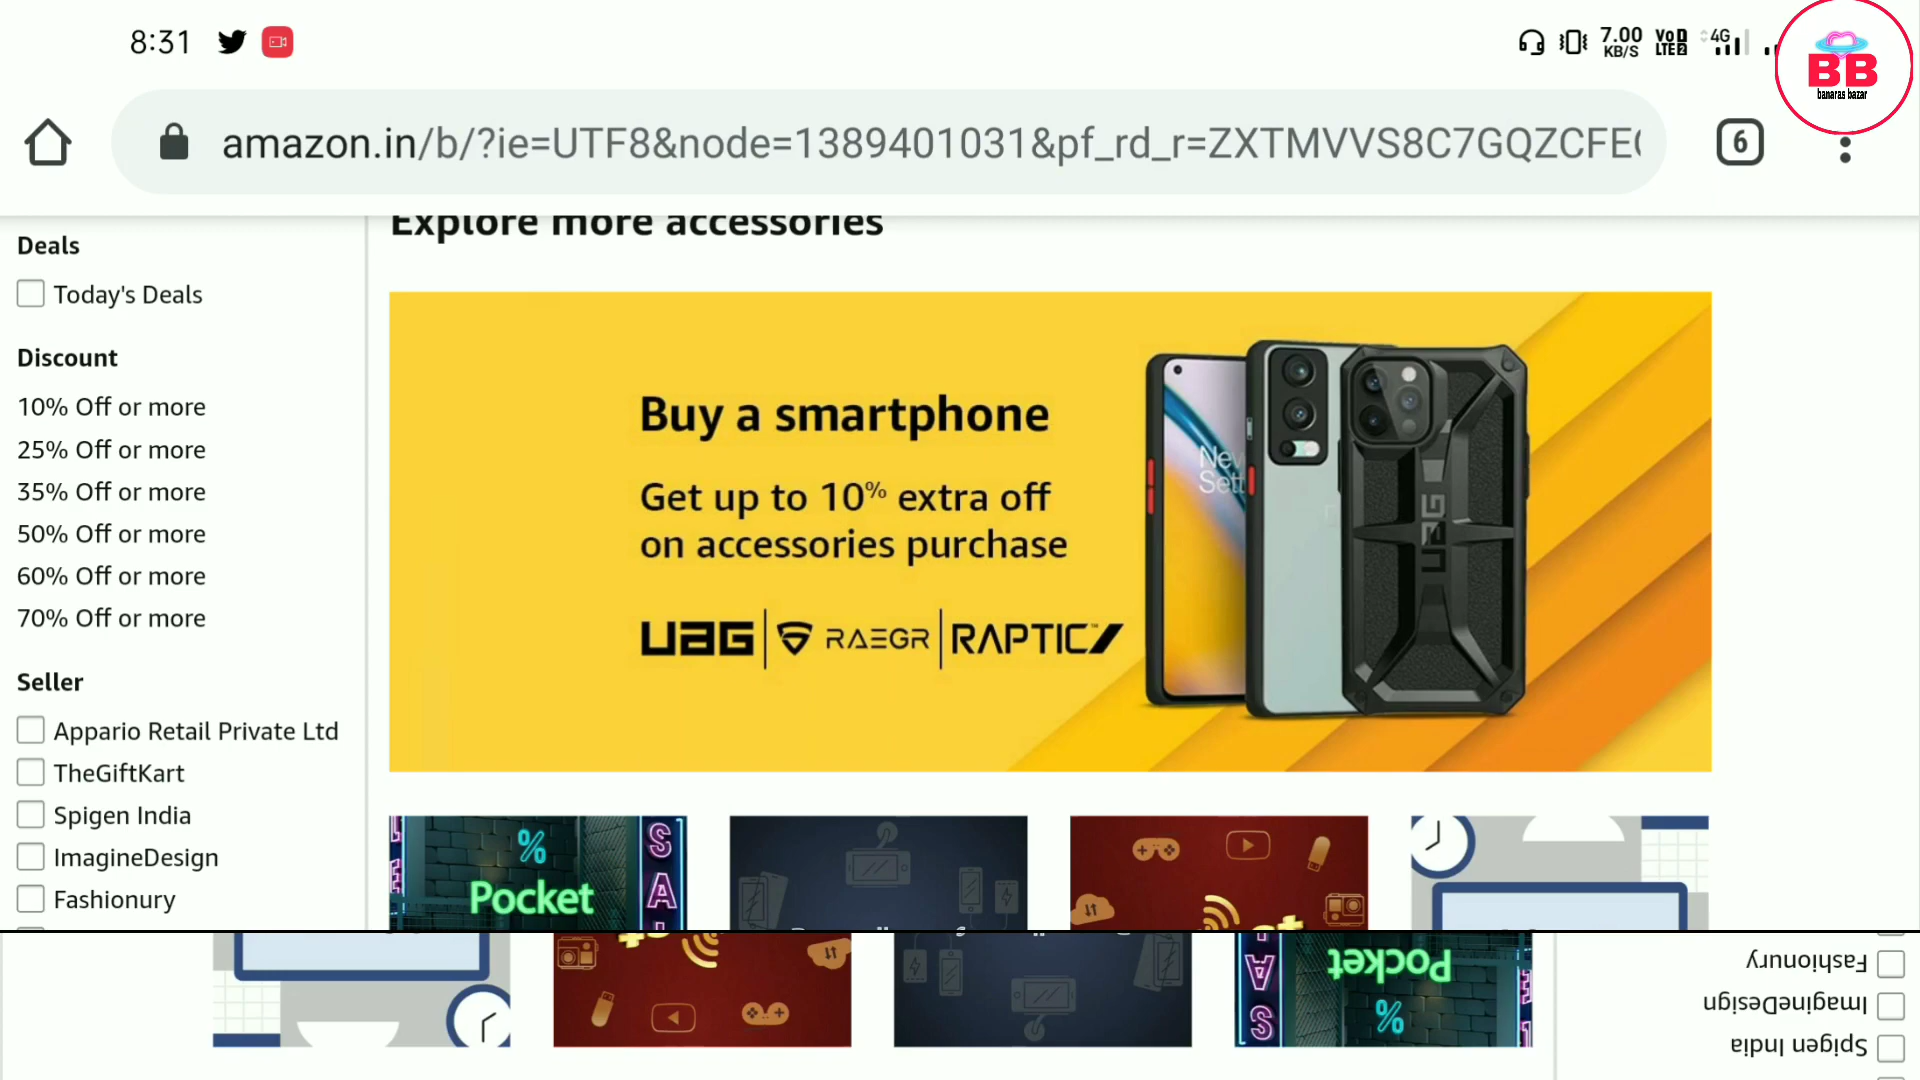 8:31
7.00 KB/S
VoD LTE2
4G
BB
banaras bazar
amazon.in/b/?ie=UTF8&node=1389401031&pf_rd_r=ZXTMVVS8C7GQZCFE
6
Explore more accessories
Deals
Today's Deals
Discount
10% Off or more
25% Off or more
35% Off or more
50% Off or more
60% Off or more
70% Off or more
Seller
Appario Retail Private Ltd
TheGiftKart
Spigen India
ImagineDesign
Fashionury
Buy a smartphone
Get up to 10% extra off
on accessories purchase
UAG
RAEGR
RAPTIC
UAG
%
Pocket
Fashionury
ImagineDesign
Spigen India
Pocket
%